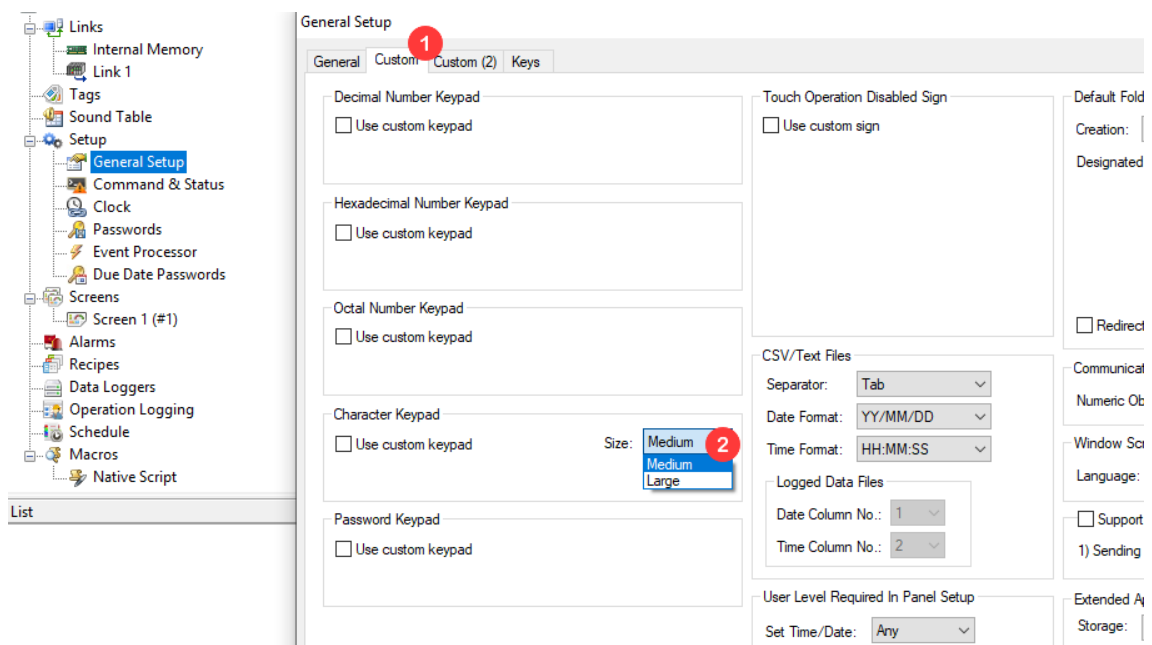 Links
Internal Memory
Link 1
Tags
Sound Table
Setup
General Setup
Command & Status
Clock
Passwords
Event Processor
Due Date Passwords
Screens
Screen 1 (#1)
Alarms
Recipes
Data Loggers
Operation Logging
Schedule
Macros
Native Script
List
General Setup
1
General Custom Custom (2) Keys
Decimal Number Keypad
Use custom keypad
Hexadecimal Number Keypad
Use custom keypad
Octal Number Keypad
Use custom keypad
Character Keypad
Use custom keypad Size: Medium 2
Medium
Large
Password Keypad
Use custom keypad
Touch Operation Disabled Sign
Use custom sign
CSV/Text Files
Separator: Tab
Date Format: YY/MM/DD
Time Format: HH:MM:SS
Logged Data Files
Date Column No.: 1
Time Column No.: 2
User Level Required In Panel Setup
Set Time/Date: Any
Default Fold
Creation:
Designated
Redirect
Communicat
Numeric Ob
Window Scr
Language:
Support
1) Sending
Extended Ap
Storage: